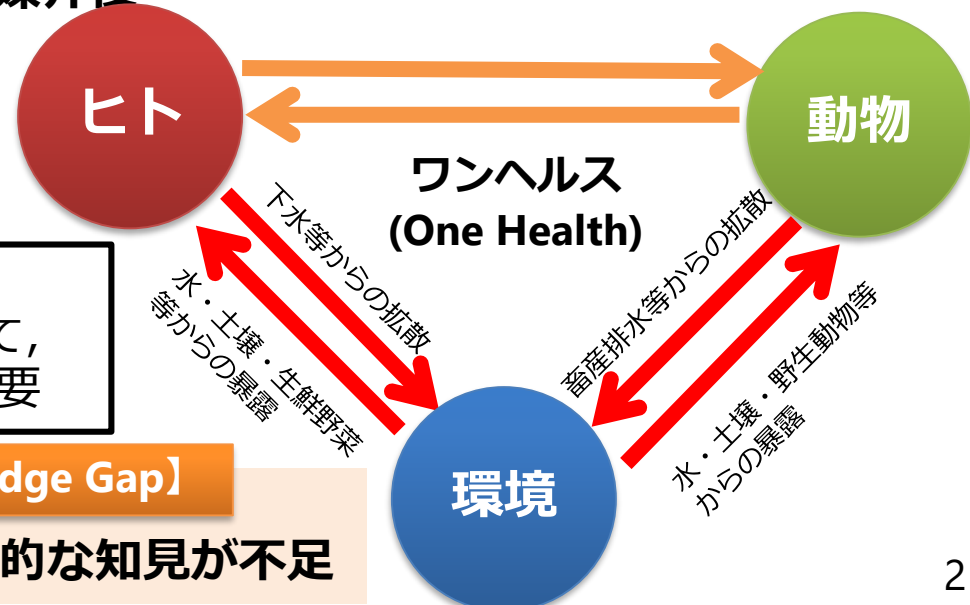 ヒト
動物
ワンヘルス
(One Health)
下水等からの拡散
水・土壌・生鮮野菜
等からの暴露
畜産排水等からの拡散
水・土壌・野生動物等
からの暴露
て,
要
環境
dge Gap】
的な知見が不足
2